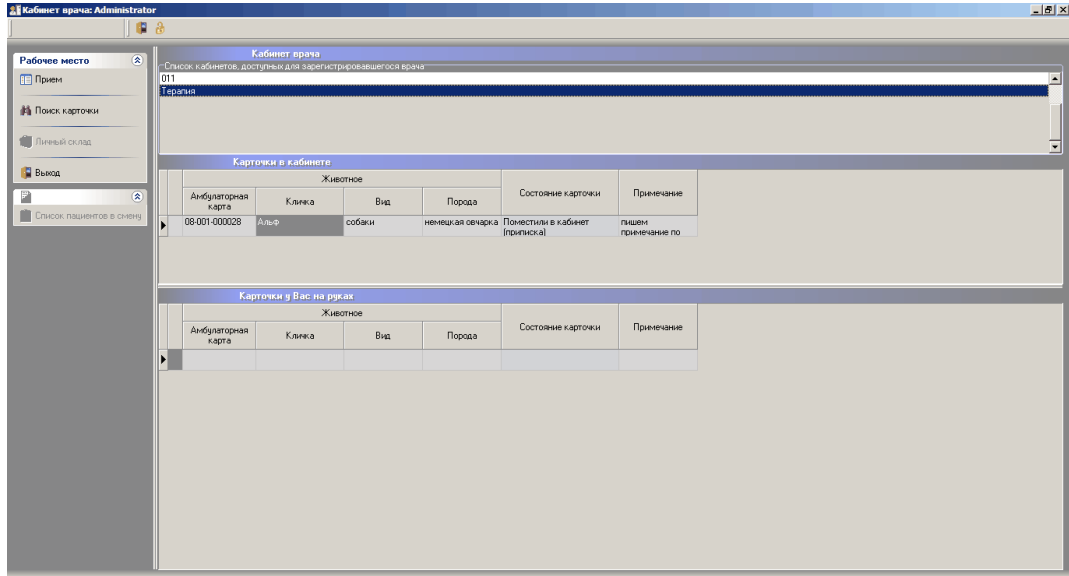 Кабинет врача: Administrator
Рабочее место
Прием
Поиск карточки
Личный склад
Выход
Список пациентов в смену
Кабинет врача
Список кабинетов, доступных для зарегистрировавшегося врача
011
Терапия
Карточки в кабинете
Животное
Амбулаторная карта
Кличка
Вид
Порода
Состояние карточки
Примечание
08-001-000028
Альф
собаки
немецкая овчарка
Поместили в кабинет
(приписка)
пишем
примечание по
Карточки у Вас на руках
Животное
Амбулаторная карта
Кличка
Вид
Порода
Состояние карточки
Примечание